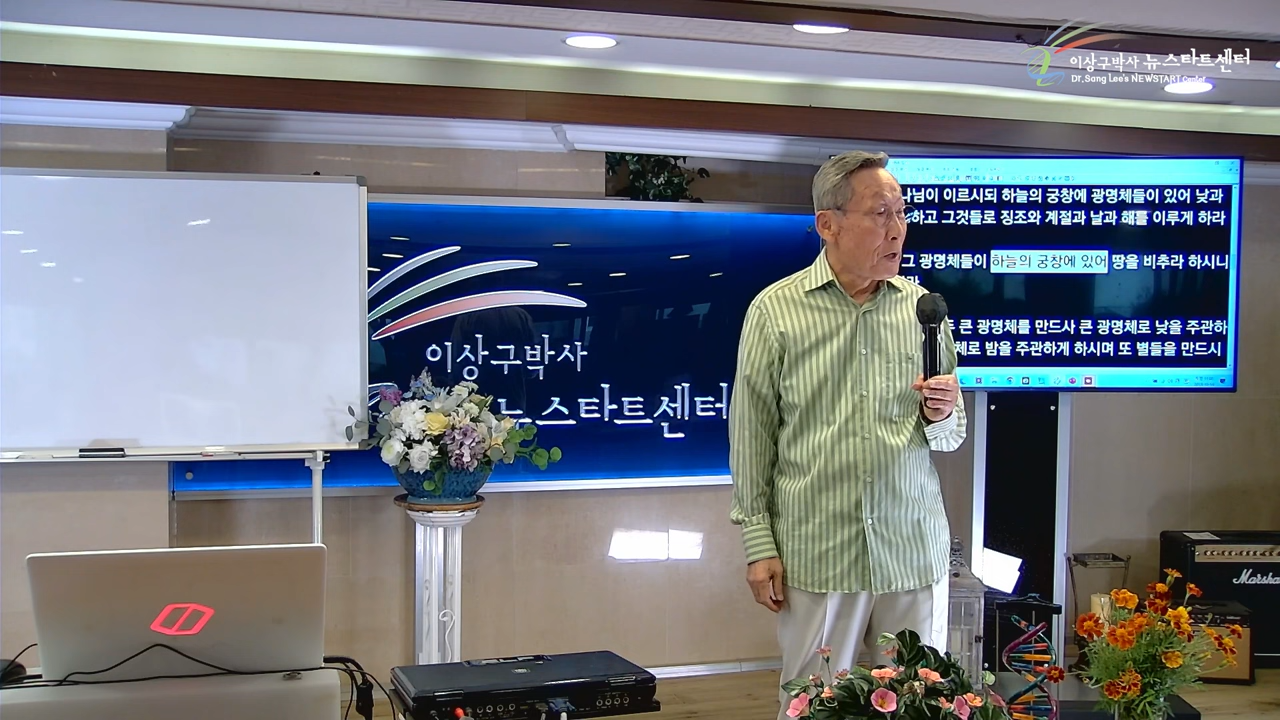 이상구박사 뉴스타트센터
Dr.Sang Lee's NEWSTART Center
이상구박사
뉴스타트센터
나님이 이르시되 하늘의 궁창에 광명체들이 있어 낮과
하고 그것들로 징조와 계절과 날과 해를 이루게 하라
그 광명체들이 하늘의 궁창에 있어 땅을 비추라 하시니
큰 광명체를 만드사 큰 광명체로 낮을 주관하
체로 밤을 주관하게 하시며 또 별들을 만드시
Marsha